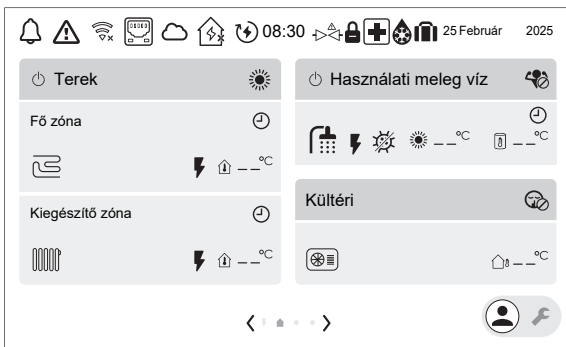 08:30 25 Február 2025
Terek
Használati meleg víz
Fő zóna
-- °C
-- °C
-- °C
Kiegészítő zóna
-- °C
Kültéri
-- °C